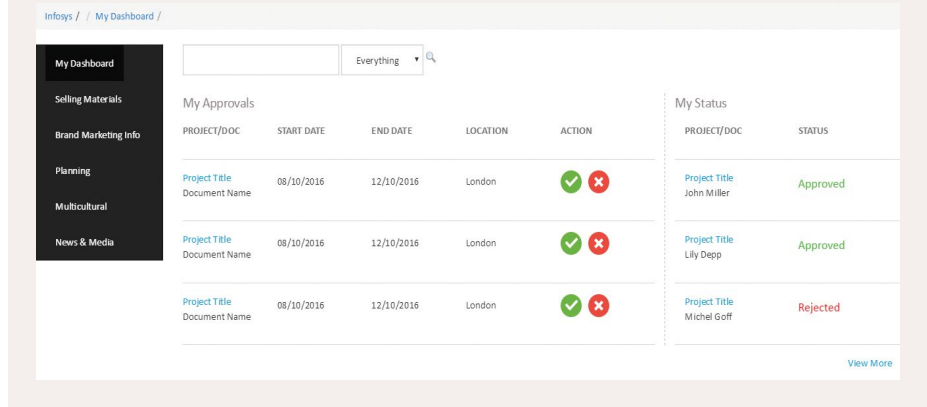 Infosys / / My Dashboard /
My Dashboard
Selling Materials
Brand Marketing Info
Planning
Multicultural
News & Media
Everything
My Approvals
PROJECT/DOC START DATE END DATE LOCATION ACTION
Project Title
Document Name
08/10/2016 12/10/2016 London
Project Title
Document Name
08/10/2016 12/10/2016 London
Project Title
Document Name
08/10/2016 12/10/2016 London
My Status
PROJECT/DOC STATUS
Project Title
John Miller
Approved
Project Title
Lily Depp
Approved
Project Title
Michel Goff
Rejected
View More